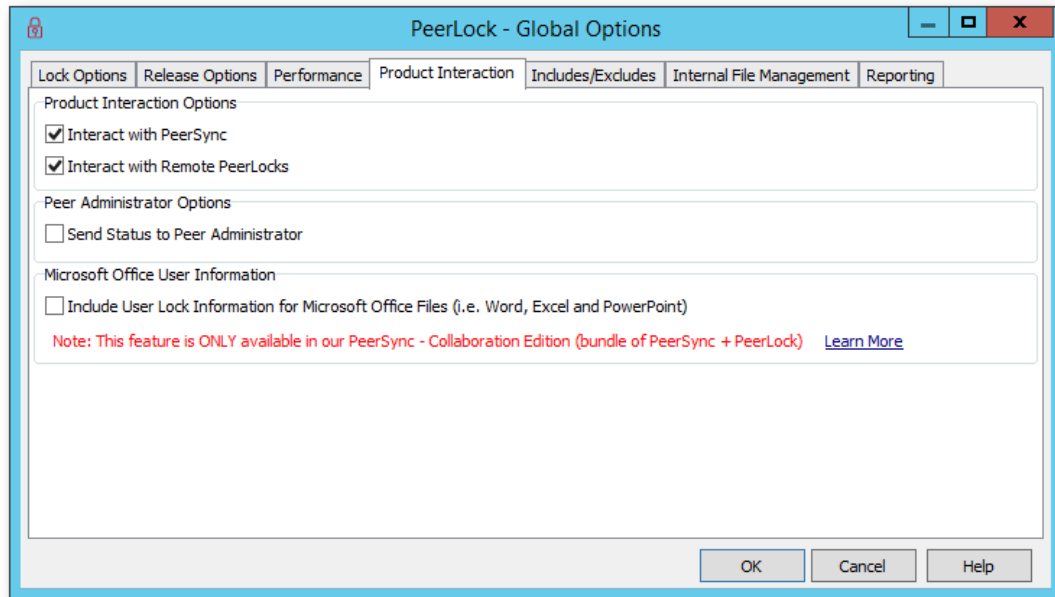 PeerLock - Global Options
Lock Options Release Options Performance Product Interaction Includes/Excludes Internal File Management Reporting
Product Interaction Options
Interact with PeerSync
Interact with Remote PeerLocks
Peer Administrator Options
Send Status to Peer Administrator
Microsoft Office User Information
Include User Lock Information for Microsoft Office Files (i.e. Word, Excel and PowerPoint)
Note: This feature is ONLY available in our PeerSync - Collaboration Edition (bundle of PeerSync + PeerLock) Learn More
OK Cancel Help